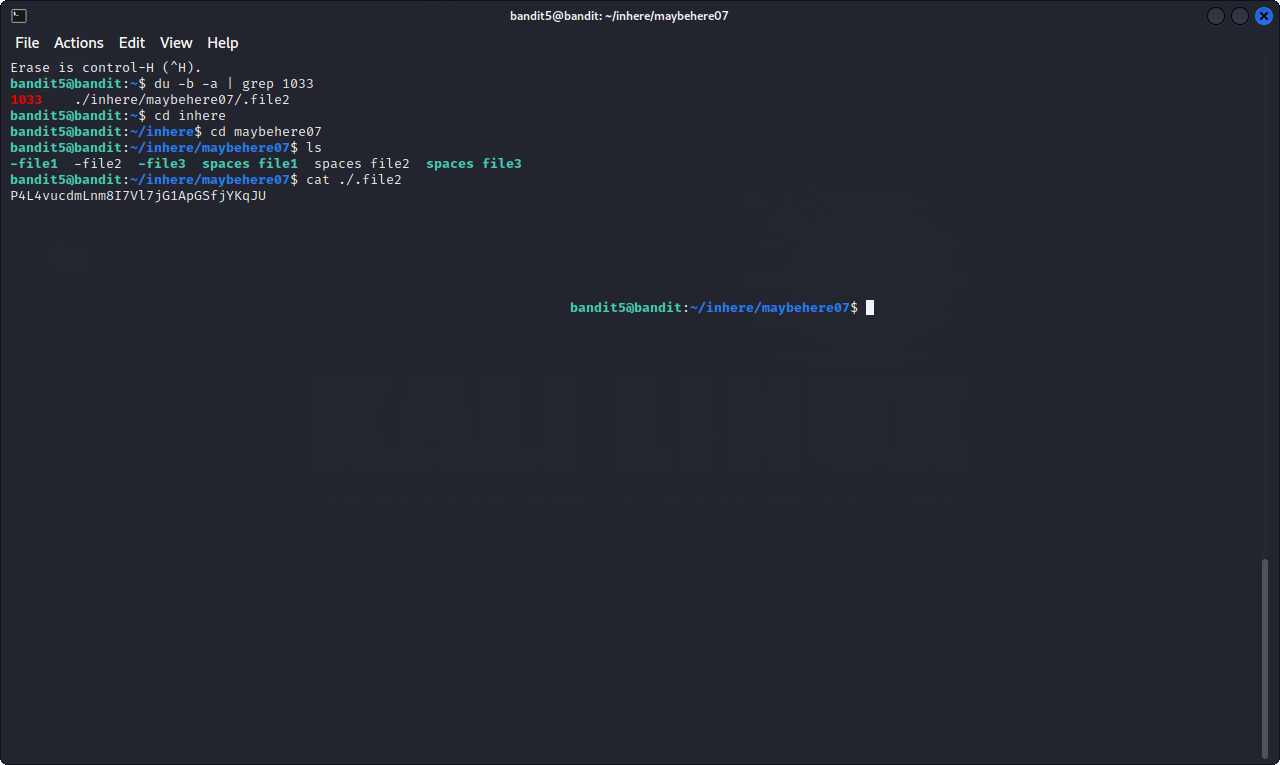 bandit5@bandit: ~/inhere/maybehere07
File Actions Edit View Help
Erase is control-H (^H).
bandit5@bandit:~$ du -b -a | grep 1033
1033    ./inhere/maybehere07/.file2
bandit5@bandit:~$ cd inhere
bandit5@bandit:~/inhere$ cd maybehere07
bandit5@bandit:~/inhere/maybehere07$ ls
-file1  -file2  -file3  spaces file1  spaces file2  spaces file3
bandit5@bandit:~/inhere/maybehere07$ cat ./.file2
P4L4vucdmLnm8I7Vl7jG1ApGSfjYKqJU
bandit5@bandit:~/inhere/maybehere07$